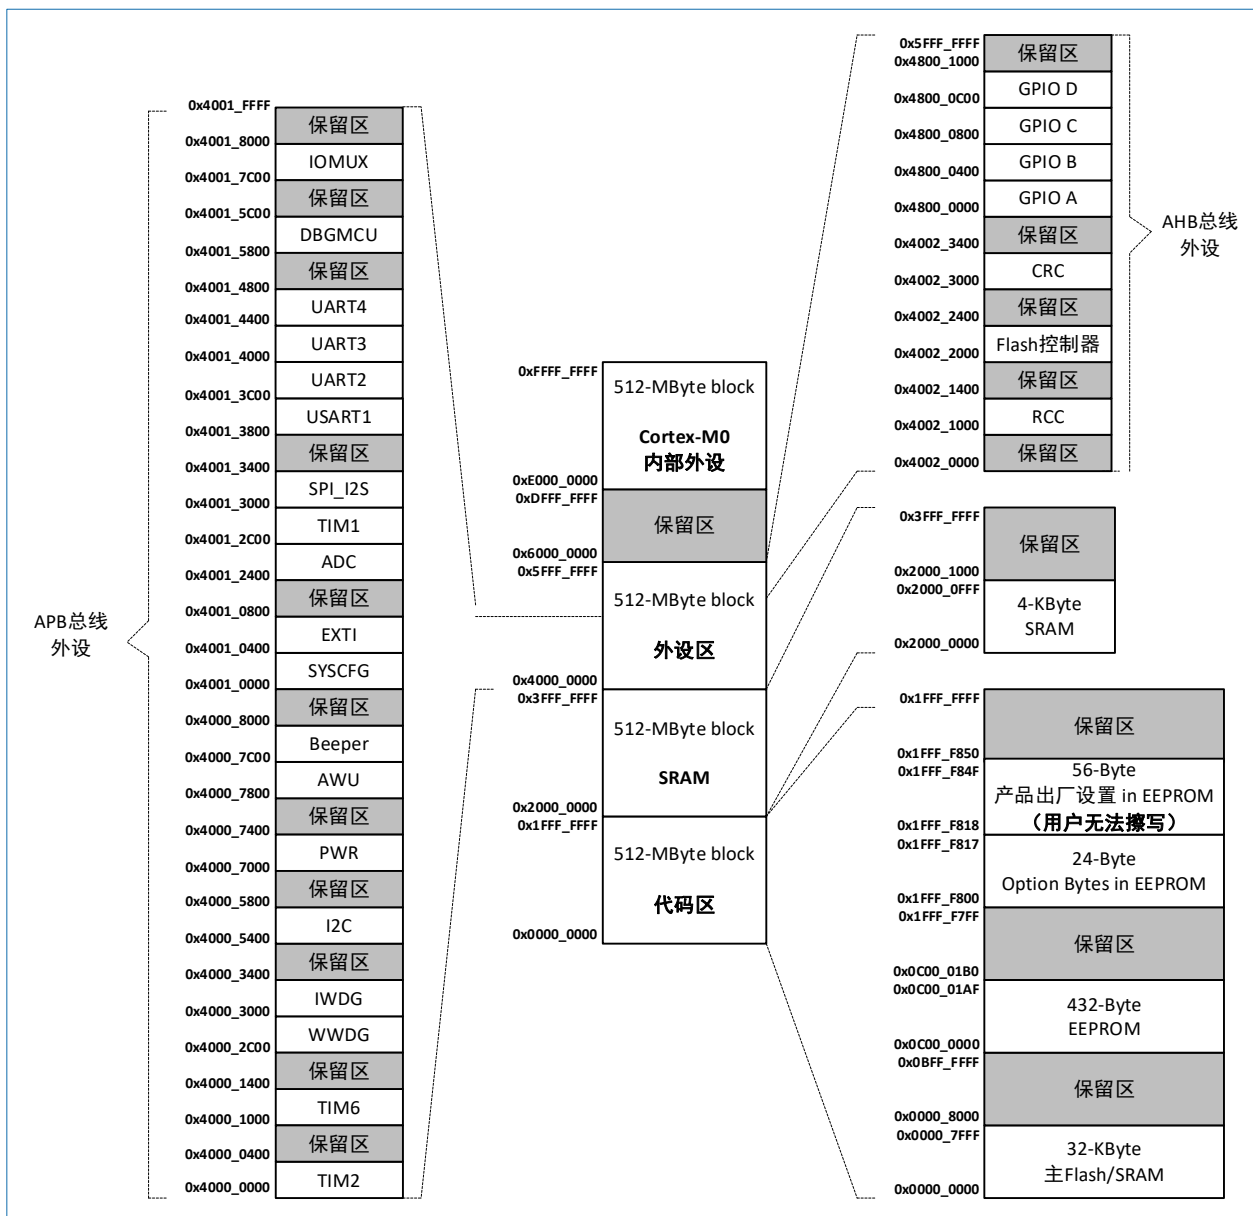 0x4001_FFFF
保留区
0x4001_8000
IOMUX
0x4001_7C00
保留区
0x4001_5C00
DBGMCU
0x4001_5800
保留区
0x4001_4800
UART4
0x4001_4400
UART3
0x4001_4000
UART2
0x4001_3C00
USART1
0x4001_3800
保留区
0x4001_3400
SPI_I2S
0x4001_3000
TIM1
0x4001_2C00
ADC
0x4001_2400
保留区
0x4001_0800
EXTI
0x4001_0400
SYSCFG
0x4001_0000
保留区
0x4000_8000
Beeper
0x4000_7C00
AWU
0x4000_7800
保留区
0x4000_7400
PWR
0x4000_7000
保留区
0x4000_5800
I2C
0x4000_5400
保留区
0x4000_3400
IWDG
0x4000_3000
WWDG
0x4000_2C00
保留区
0x4000_1400
TIM6
0x4000_1000
保留区
0x4000_0400
TIM2
0x4000_0000
APB总线
外设
0xFFFF_FFFF
512-MByte block
Cortex-M0
内部外设
0xE000_0000
0xDFFF_FFFF
保留区
0x6000_0000
0x5FFF_FFFF
512-MByte block
外设区
0x4000_0000
0x3FFF_FFFF
512-MByte block
SRAM
0x2000_0000
0x1FFF_FFFF
512-MByte block
代码区
0x0000_0000
0x5FFF_FFFF
保留区
0x4800_1000
GPIO D
0x4800_0C00
GPIO C
0x4800_0800
GPIO B
0x4800_0400
GPIO A
0x4800_0000
保留区
0x4002_3400
CRC
0x4002_3000
保留区
0x4002_2400
Flash控制器
0x4002_2000
保留区
0x4002_1400
RCC
0x4002_1000
保留区
0x4002_0000
AHB总线
外设
0x3FFF_FFFF
保留区
0x2000_1000
0x2000_0FFF
4-KByte
SRAM
0x2000_0000
0x1FFF_FFFF
保留区
0x1FFF_F850
0x1FFF_F84F
56-Byte
产品出厂设置 in EEPROM
（用户无法擦写）
0x1FFF_F818
0x1FFF_F817
24-Byte
Option Bytes in EEPROM
0x1FFF_F800
0x1FFF_F7FF
保留区
0x0C00_01B0
0x0C00_01AF
432-Byte
EEPROM
0x0C00_0000
0x0BFF_FFFF
保留区
0x0000_8000
0x0000_7FFF
32-KByte
主Flash/SRAM
0x0000_0000